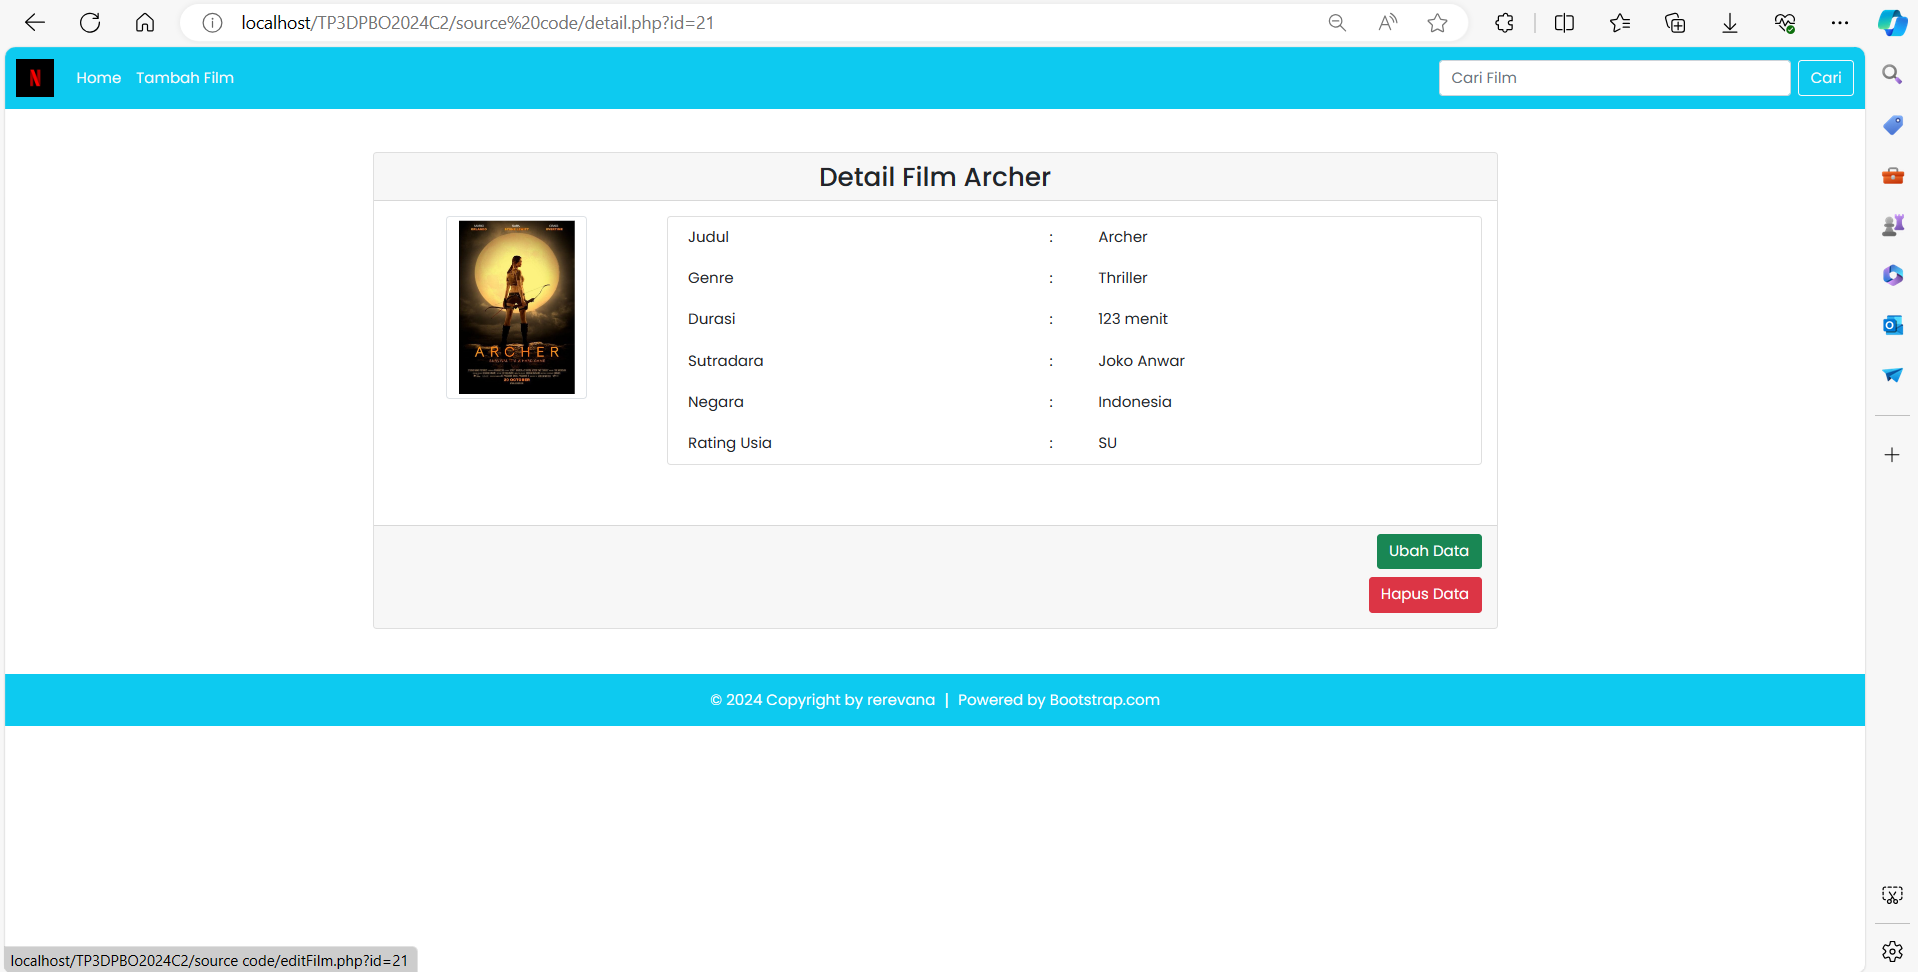 localhost/TP3DPBO2024C2/source%20code/detail.php?id=21
N Home Tambah Film Cari Film Cari
Detail Film Archer
ARCHER
20 OCTOBER
Judul : Archer
Genre : Thriller
Durasi : 123 menit
Sutradara : Joko Anwar
Negara : Indonesia
Rating Usia : SU
Ubah Data
Hapus Data
© 2024 Copyright by rerevana | Powered by Bootstrap.com
localhost/TP3DPBO2024C2/source code/editFilm.php?id=21